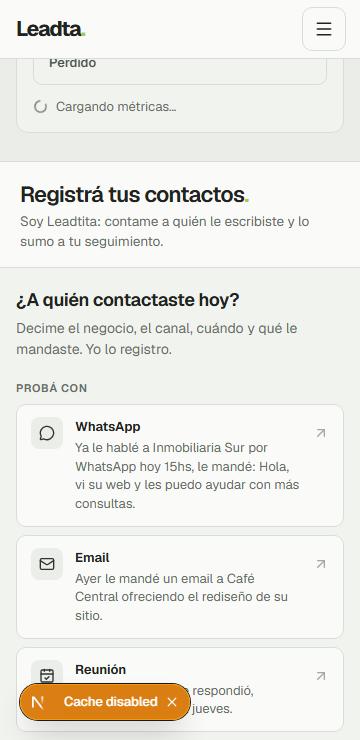 Leadta.
Perdido
Cargando métricas…
Registrá tus contactos.
Soy Leadtita: contame a quién le escribiste y lo
sumo a tu seguimiento.
¿A quién contactaste hoy?
Decime el negocio, el canal, cuándo y qué le
mandaste. Yo lo registro.
PROBÁ CON
WhatsApp
Ya le hablé a Inmobiliaria Sur por
WhatsApp hoy 15hs, le mandé: Hola,
vi su web y les puedo ayudar con más
consultas.
Email
Ayer le mandé un email a Café
Central ofreciendo el rediseño de su
sitio.
Reunión
respondió,
jueves.
N
Cache disabled